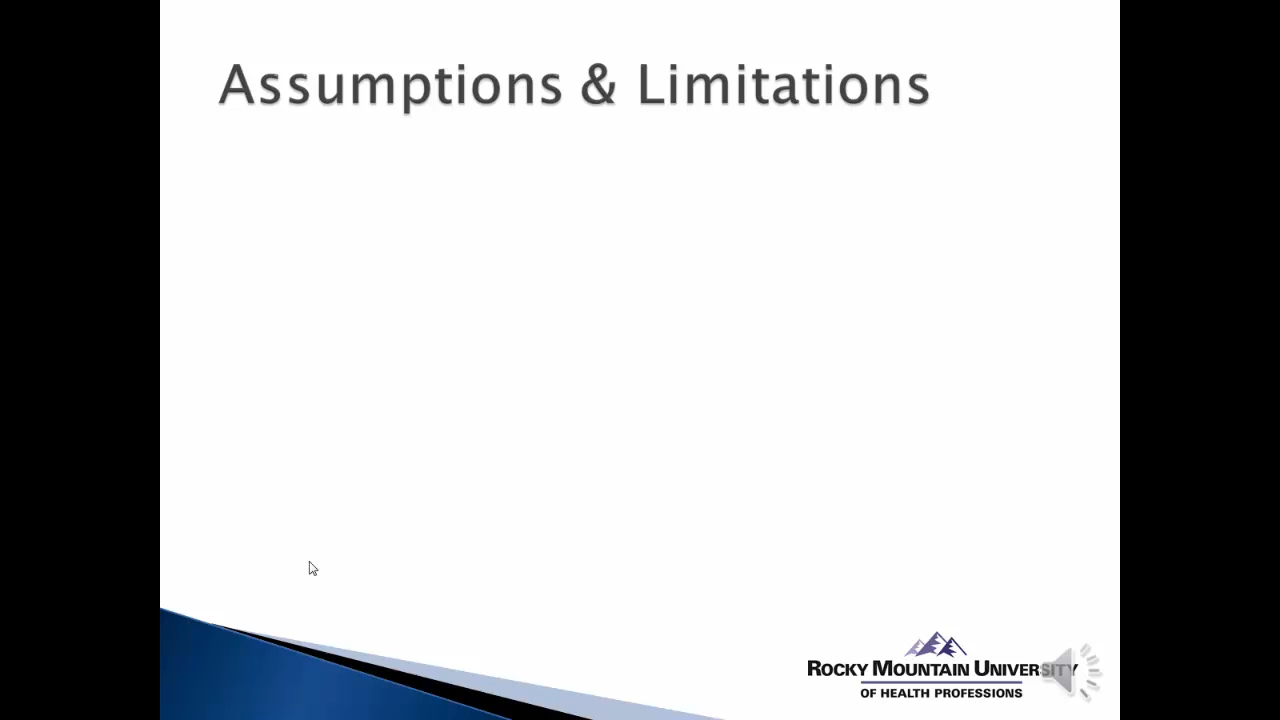 Assumptions & Limitations
ROCKY MOUNTAIN UNIVERSITY
OF HEALTH PROFESSIONS